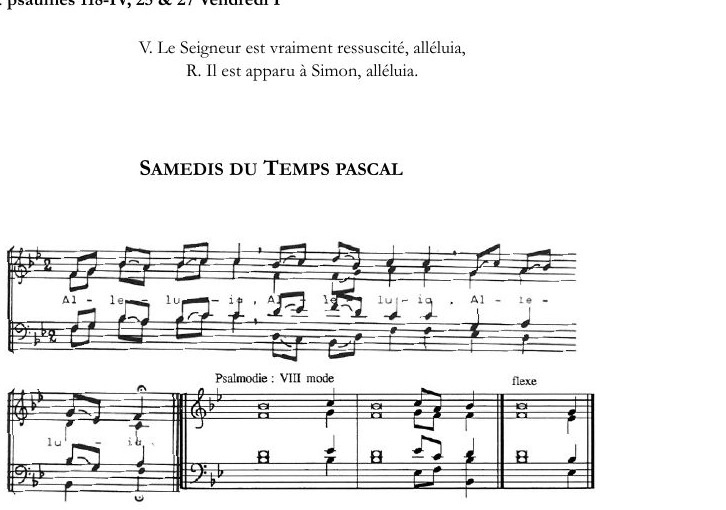 psaumes 118-IV, 25 & 27 Vendredi I
V. Le Seigneur est vraiment ressuscité, alléluia,
R. Il est apparu à Simon, alléluia.
SAMEDIS DU TEMPS PASCAL
Al - le - lu - ia, Al - le - lu - ia. Al - le -
Psalmodie : VIII mode
flexe
lu - ia.